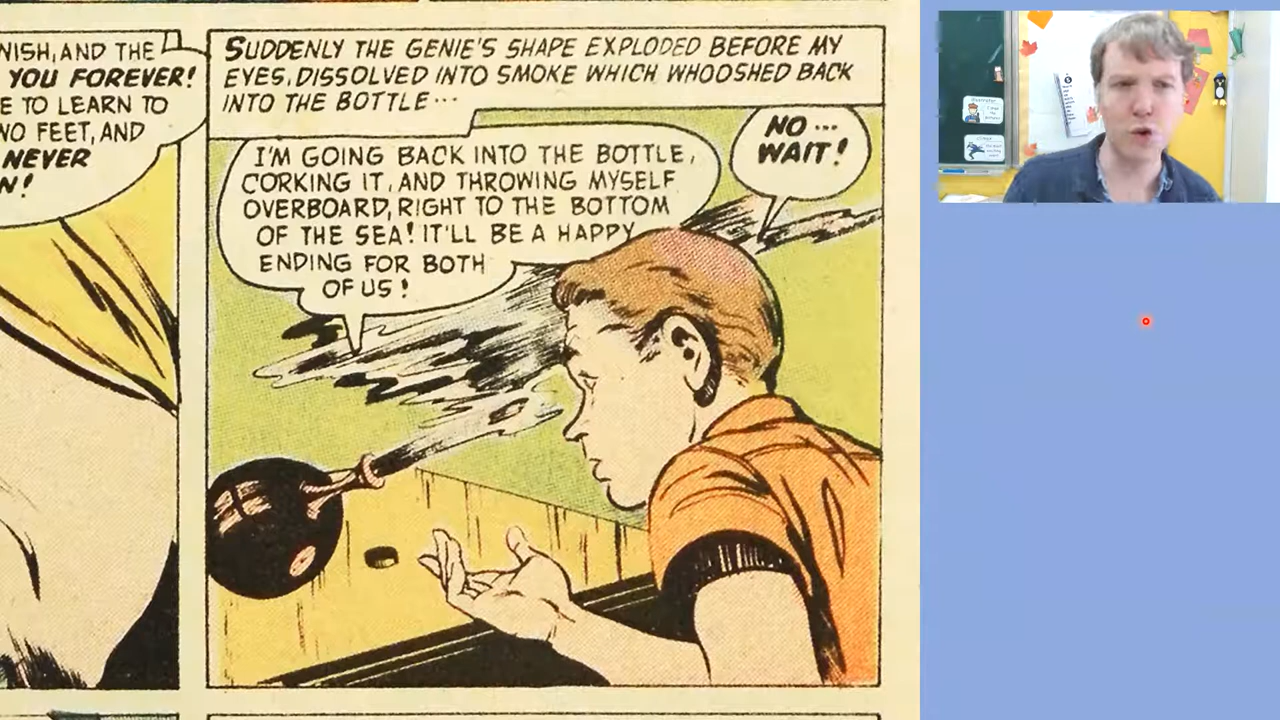 NISH, AND THE
YOU FOREVER!
E TO LEARN TO
NO FEET, AND
NEVER
N!
SUDDENLY THE GENIE'S SHAPE EXPLODED BEFORE MY
EYES, DISSOLVED INTO SMOKE WHICH WHOOSHED BACK
INTO THE BOTTLE...
I'M GOING BACK INTO THE BOTTLE,
CORKING IT, AND THROWING MYSELF
OVERBOARD, RIGHT TO THE BOTTOM
OF THE SEA! IT'LL BE A HAPPY
ENDING FOR BOTH
OF US!
NO...
WAIT!